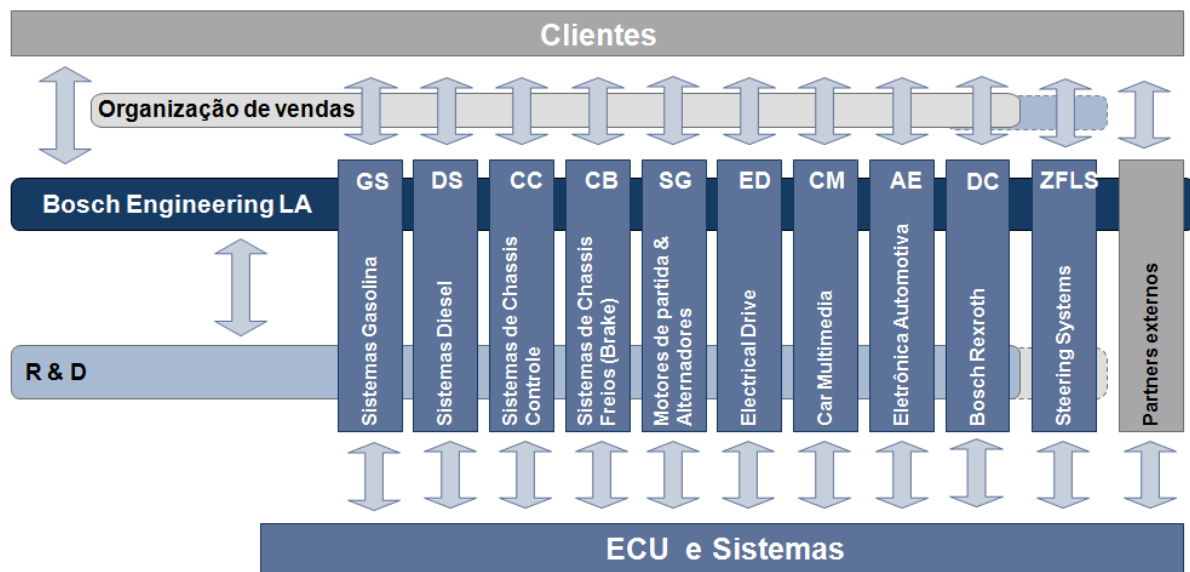 Clientes
Organização de vendas
Bosch Engineering LA
R & D
GS
Sistemas Gasolina
DS
Sistemas Diesel
CC
Sistemas de Chassis
Controle
CB
Sistemas de Chassis
Freios (Brake)
SG
Motores de partida &
Alternadores
ED
Electrical Drive
CM
Car Multimedia
AE
Eletrônica Automotiva
DC
Bosch Rexroth
ZFLS
Steering Systems
Partners externos
ECU e Sistemas